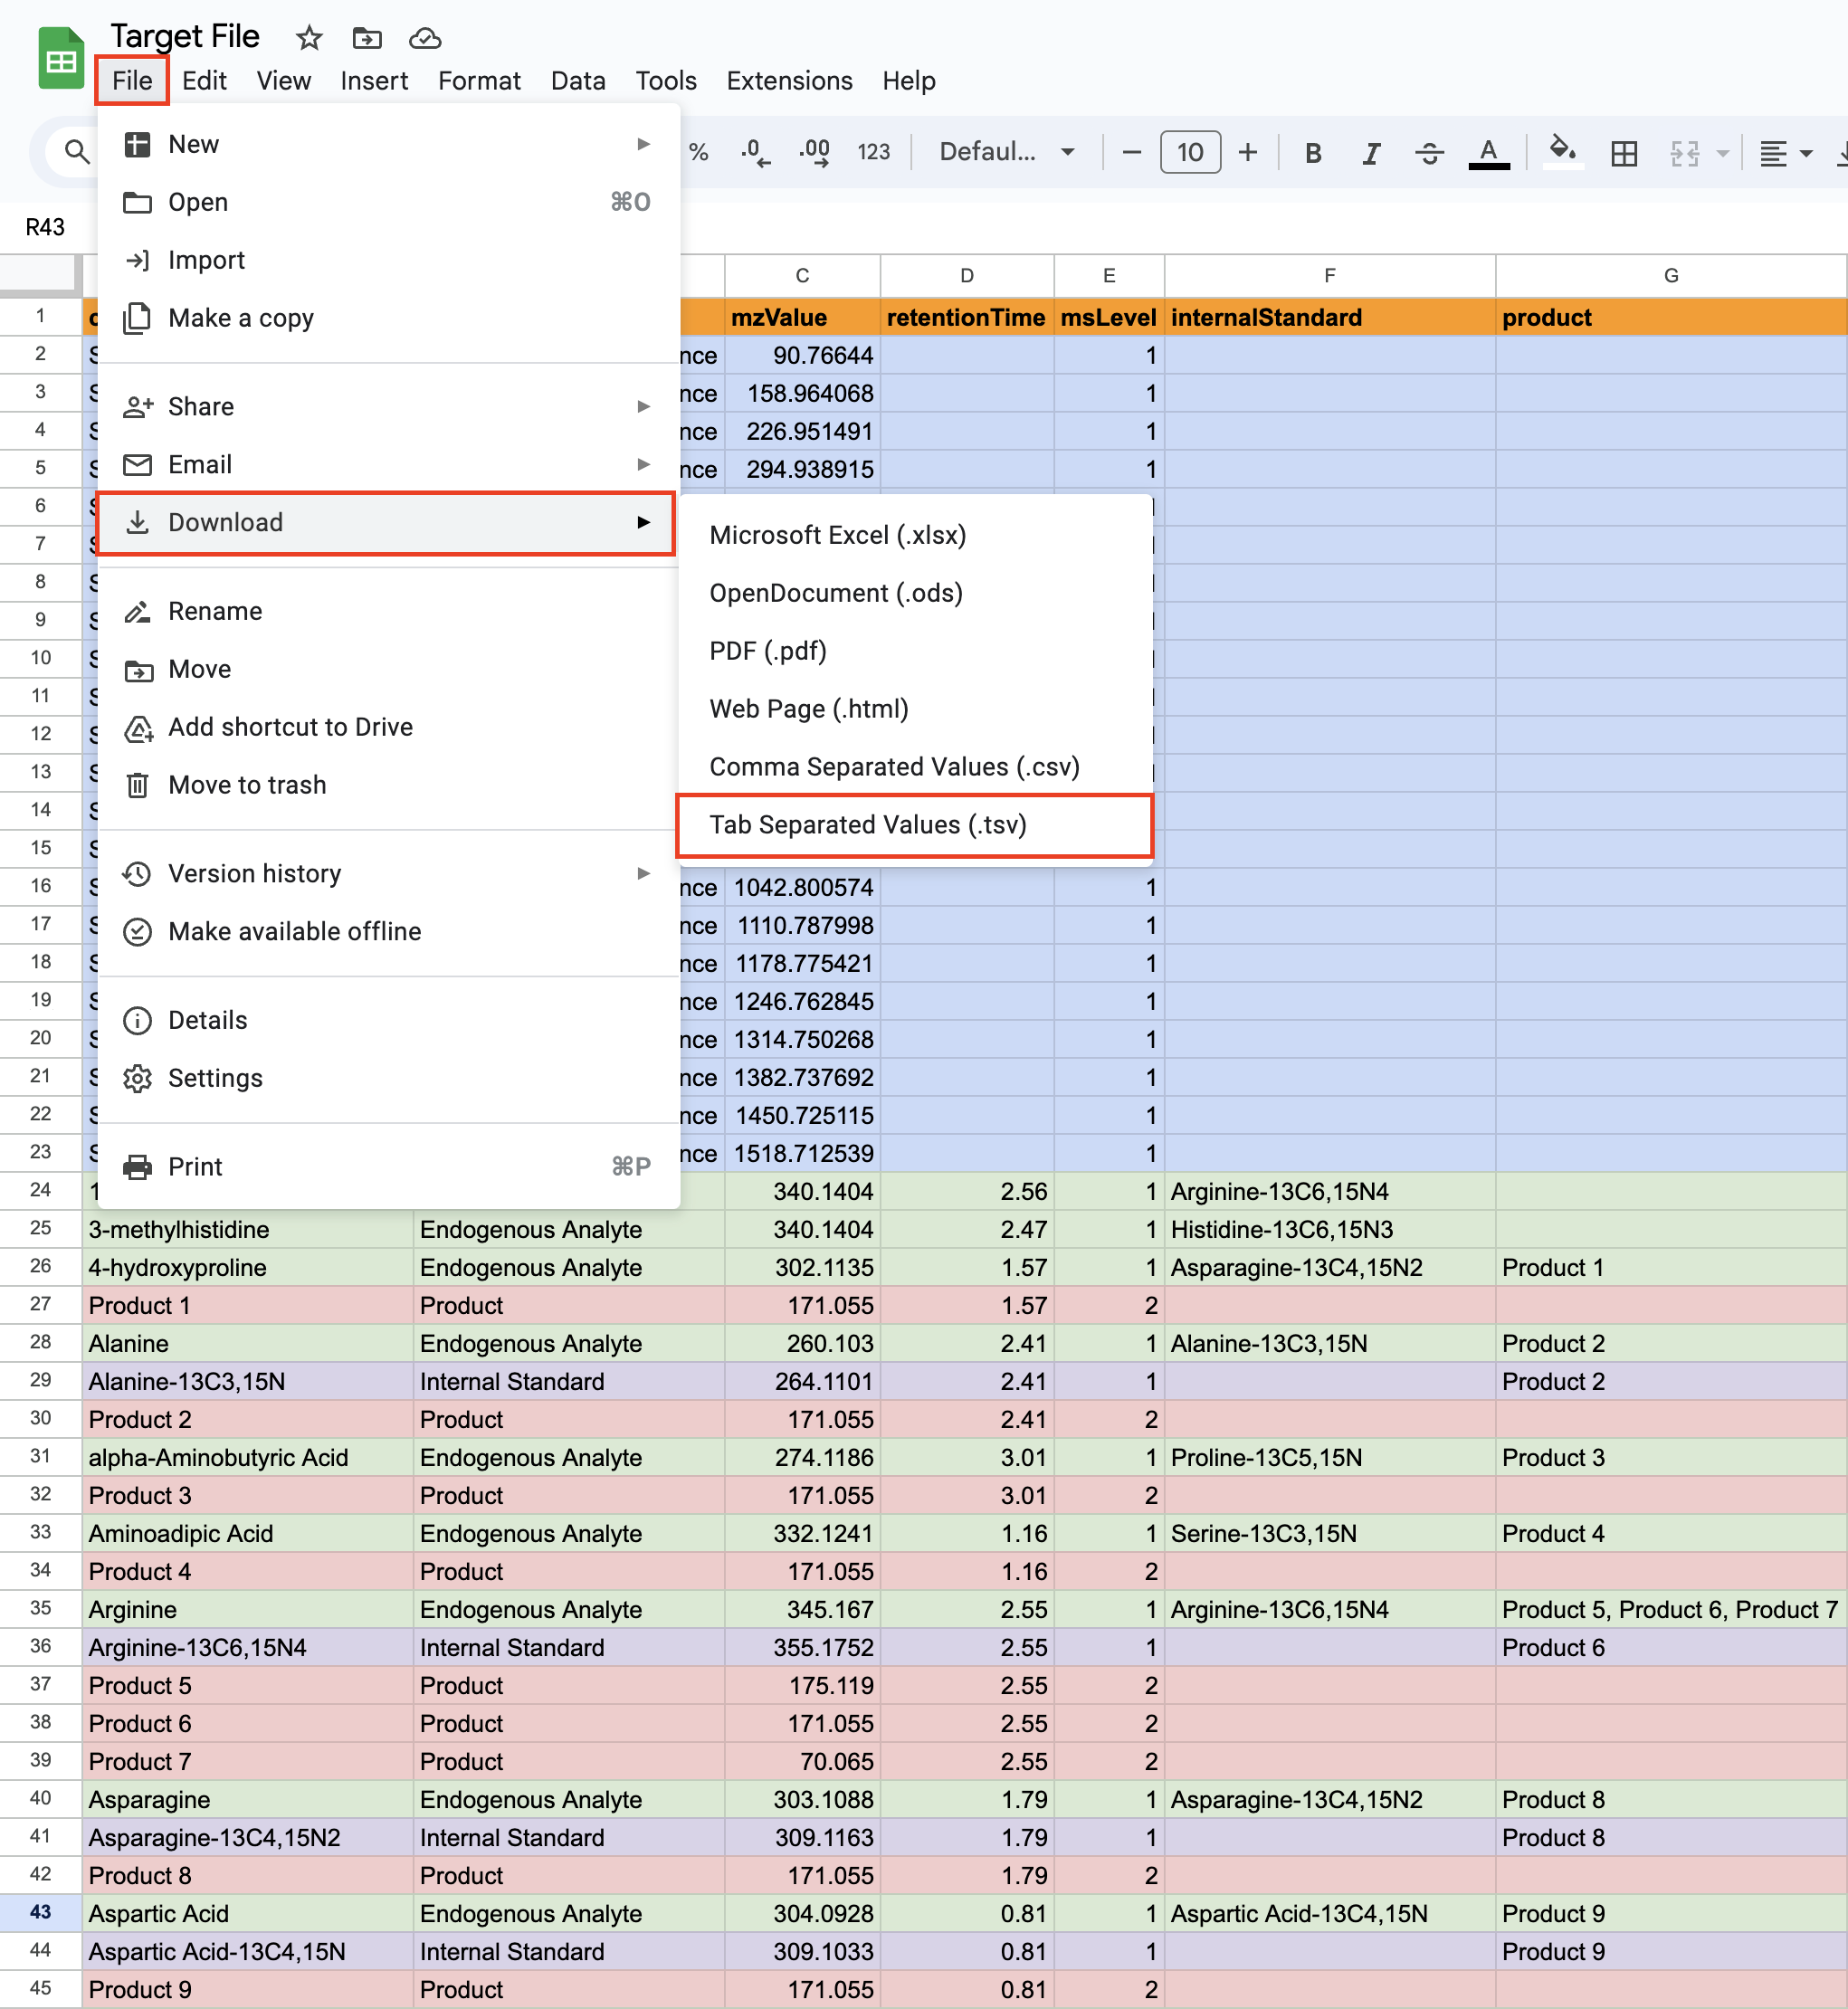 Target File
File Edit View Insert Format Data Tools Extensions Help
New
% .0 .00 123 Defaul... 10 B I A
Open ⌘O
R43
Import
Make a copy
C D E F G
1 mzValue retentionTime msLevel internalStandard product
2 90.76644 1
3 158.964068 1
Share
4 226.951491 1
Email
5 294.938915 1
Download
6
Microsoft Excel (.xlsx)
7
8
OpenDocument (.ods)
Rename
9
PDF (.pdf)
10
Move
11
Web Page (.html)
Add shortcut to Drive
12
13
Comma Separated Values (.csv)
Move to trash
14
Tab Separated Values (.tsv)
15
Version history
16 1042.800574 1
17 1110.787998 1
Make available offline
18 1178.775421 1
19 1246.762845 1
Details
20 1314.750268 1
21 1382.737692 1
Settings
22 1450.725115 1
23 1518.712539 1
Print ⌘P
24 340.1404 2.56 1 Arginine-13C6,15N4
25 3-methylhistidine Endogenous Analyte 340.1404 2.47 1 Histidine-13C6,15N3
26 4-hydroxyproline Endogenous Analyte 302.1135 1.57 1 Asparagine-13C4,15N2 Product 1
27 Product 1 Product 171.055 1.57 2
28 Alanine Endogenous Analyte 260.103 2.41 1 Alanine-13C3,15N Product 2
29 Alanine-13C3,15N Internal Standard 264.1101 2.41 1 Product 2
30 Product 2 Product 171.055 2.41 2
31 alpha-Aminobutyric Acid Endogenous Analyte 274.1186 3.01 1 Proline-13C5,15N Product 3
32 Product 3 Product 171.055 3.01 2
33 Aminoadipic Acid Endogenous Analyte 332.1241 1.16 1 Serine-13C3,15N Product 4
34 Product 4 Product 171.055 1.16 2
35 Arginine Endogenous Analyte 345.167 2.55 1 Arginine-13C6,15N4 Product 5, Product 6, Product 7
36 Arginine-13C6,15N4 Internal Standard 355.1752 2.55 1 Product 6
37 Product 5 Product 175.119 2.55 2
38 Product 6 Product 171.055 2.55 2
39 Product 7 Product 70.065 2.55 2
40 Asparagine Endogenous Analyte 303.1088 1.79 1 Asparagine-13C4,15N2 Product 8
41 Asparagine-13C4,15N2 Internal Standard 309.1163 1.79 1 Product 8
42 Product 8 Product 171.055 1.79 2
43 Aspartic Acid Endogenous Analyte 304.0928 0.81 1 Aspartic Acid-13C4,15N Product 9
44 Aspartic Acid-13C4,15N Internal Standard 309.1033 0.81 1 Product 9
45 Product 9 Product 171.055 0.81 2